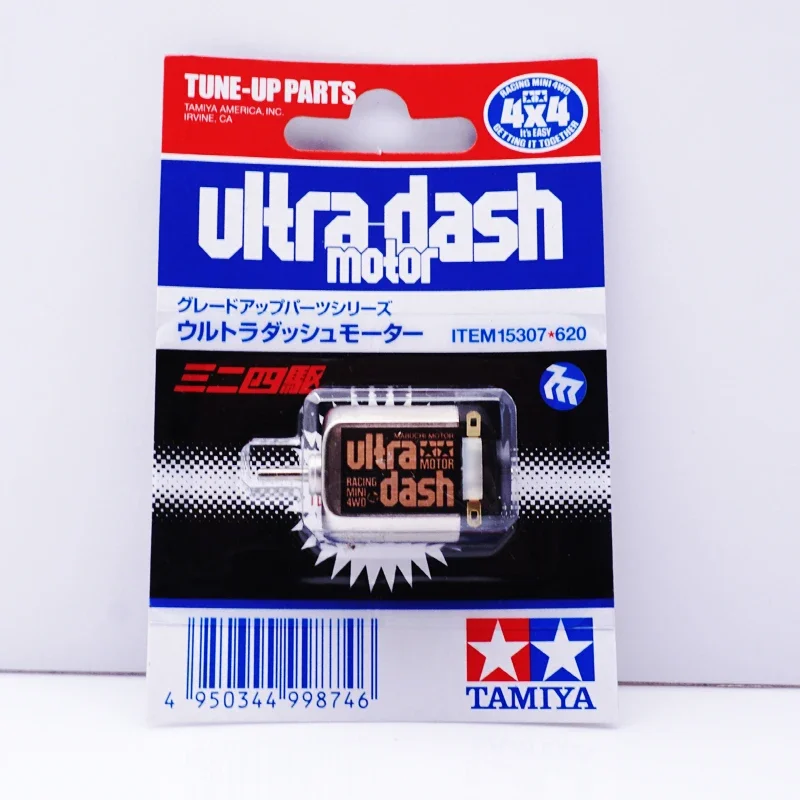 TUNE-UP PARTS
TAMIYA AMERICA, INC.
IRVINE, CA
RACING MINI 4WD
4x4
It's EASY
GETTING IT TOGETHER
ultra-dash
motor
グレードアップパーツシリーズ
ウルトラダッシュモーター
ITEM 15307★620
ミニ四駆
MABUCHI MOTOR
ultra
MOTOR
RACING
MINI
4WD
dash
4 950344 998746
TAMIYA